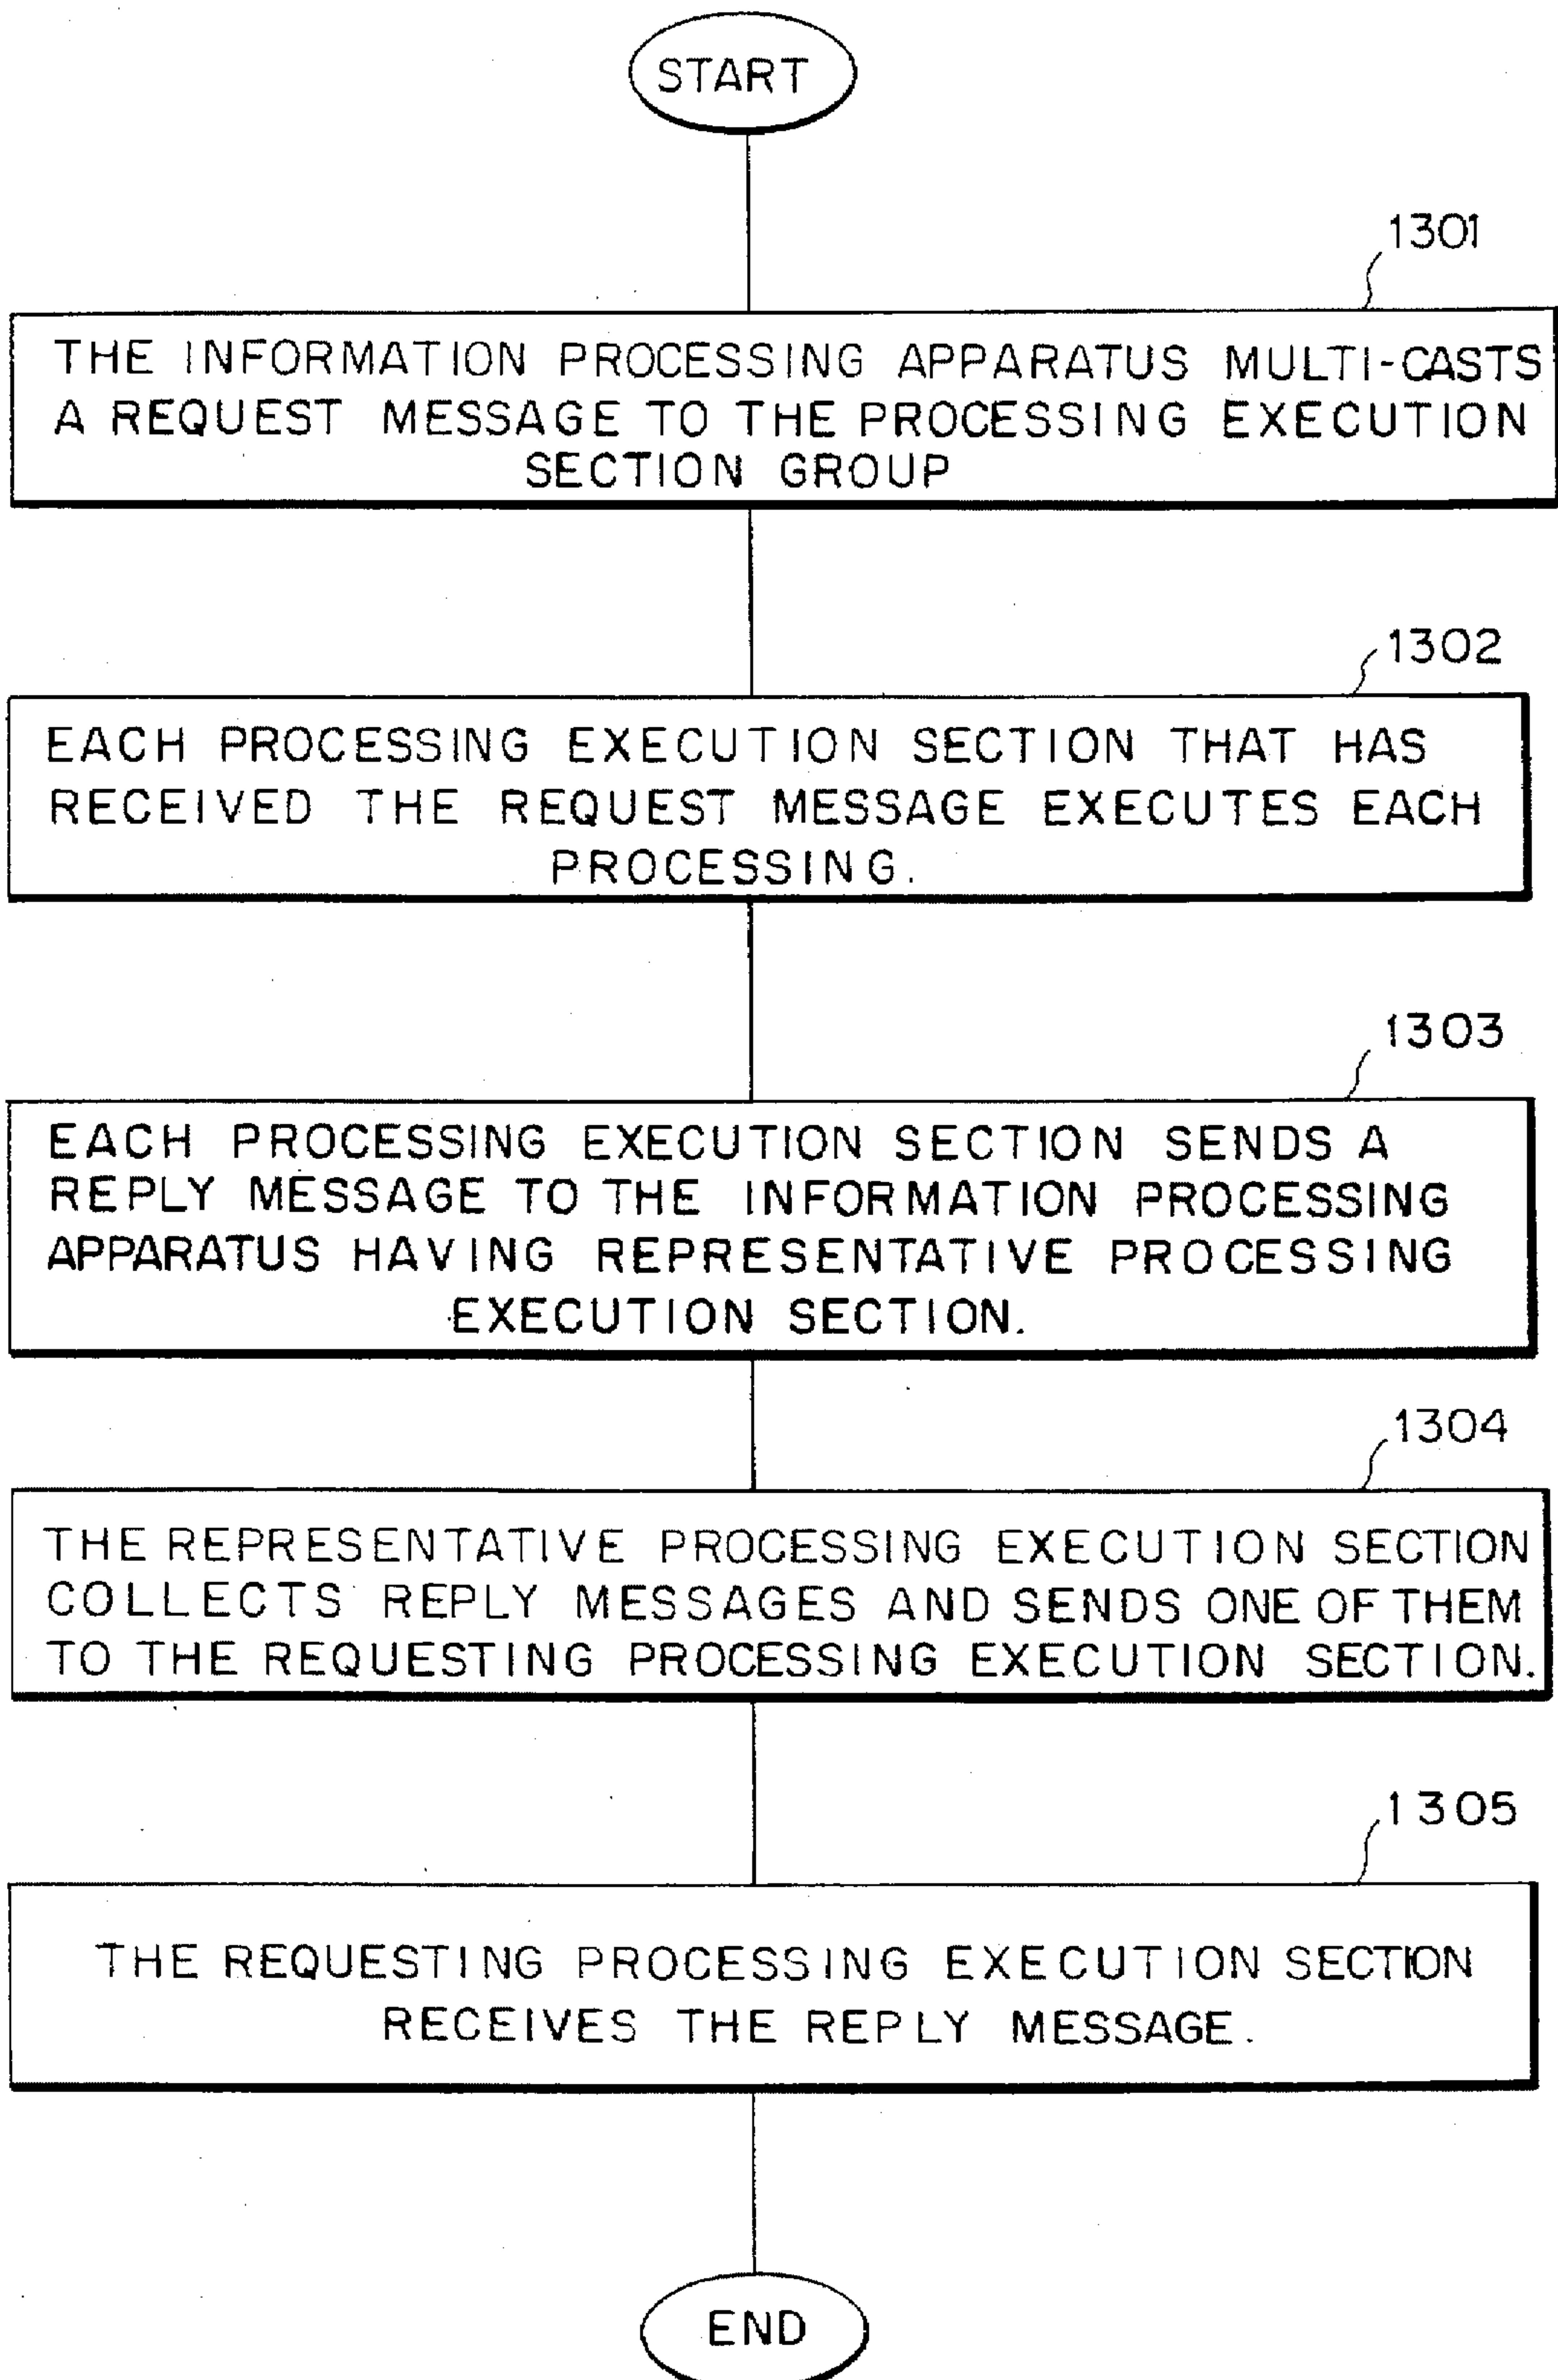 START
1301
THE INFORMATION PROCESSING APPARATUS MULTI-CASTS
A REQUEST MESSAGE TO THE PROCESSING EXECUTION
SECTION GROUP
1302
EACH PROCESSING EXECUTION SECTION THAT HAS
RECEIVED THE REQUEST MESSAGE EXECUTES EACH
PROCESSING.
1303
EACH PROCESSING EXECUTION SECTION SENDS A
REPLY MESSAGE TO THE INFORMATION PROCESSING
APPARATUS HAVING REPRESENTATIVE PROCESSING
EXECUTION SECTION.
1304
THE REPRESENTATIVE PROCESSING EXECUTION SECTION
COLLECTS REPLY MESSAGES AND SENDS ONE OF THEM
TO THE REQUESTING PROCESSING EXECUTION SECTION.
1305
THE REQUESTING PROCESSING EXECUTION SECTION
RECEIVES THE REPLY MESSAGE.
END